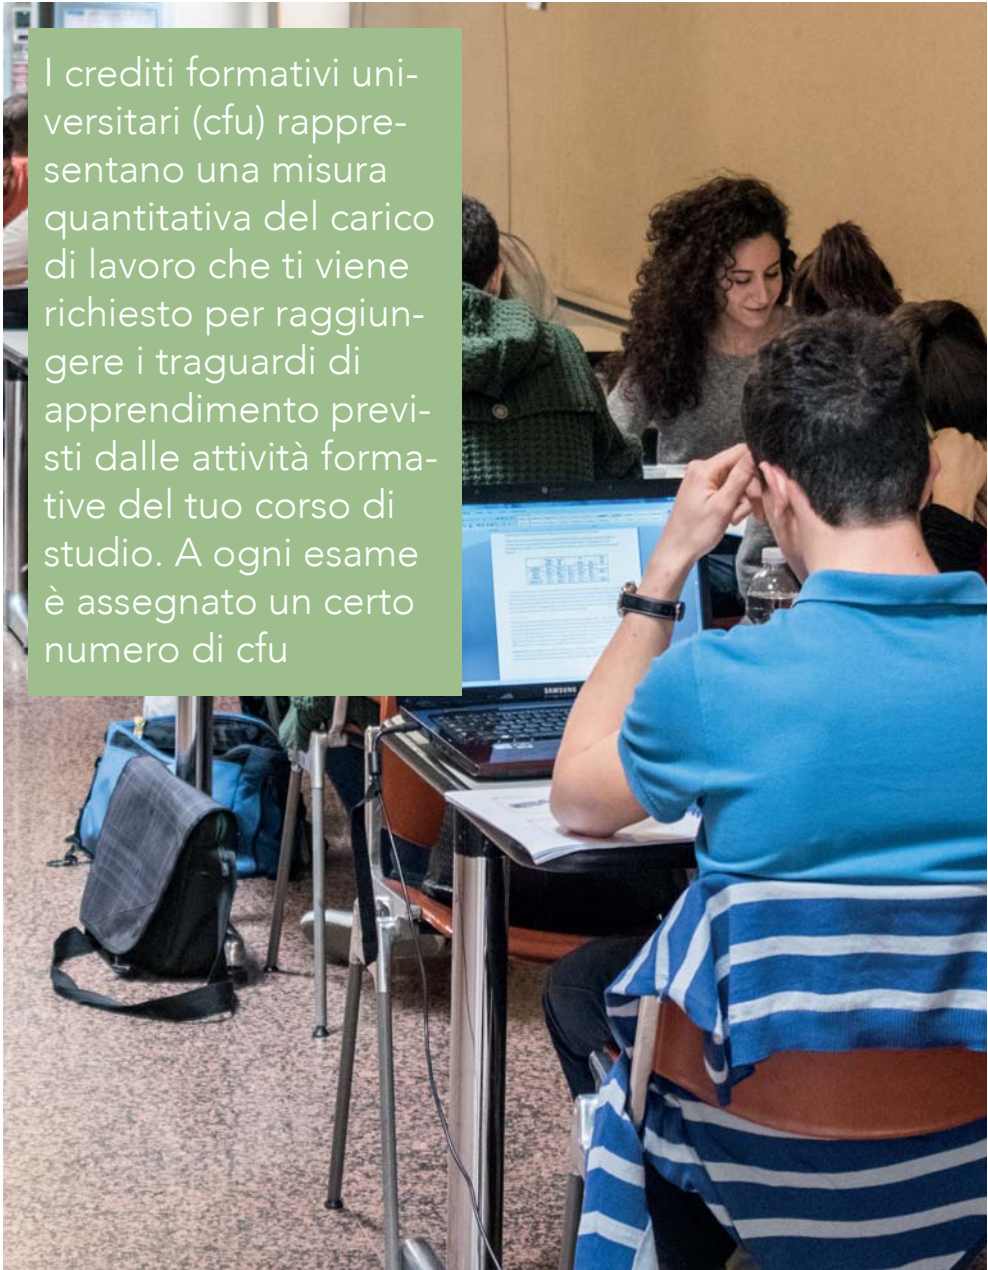 I crediti formativi uni-
versitari (cfu) rappre-
sentano una misura
quantitativa del carico
di lavoro che ti viene
richiesto per raggiun-
gere i traguardi di
apprendimento previ-
sti dalle attività forma-
tive del tuo corso di
studio. A ogni esame
è assegnato un certo
numero di cfu
SAMSUNG